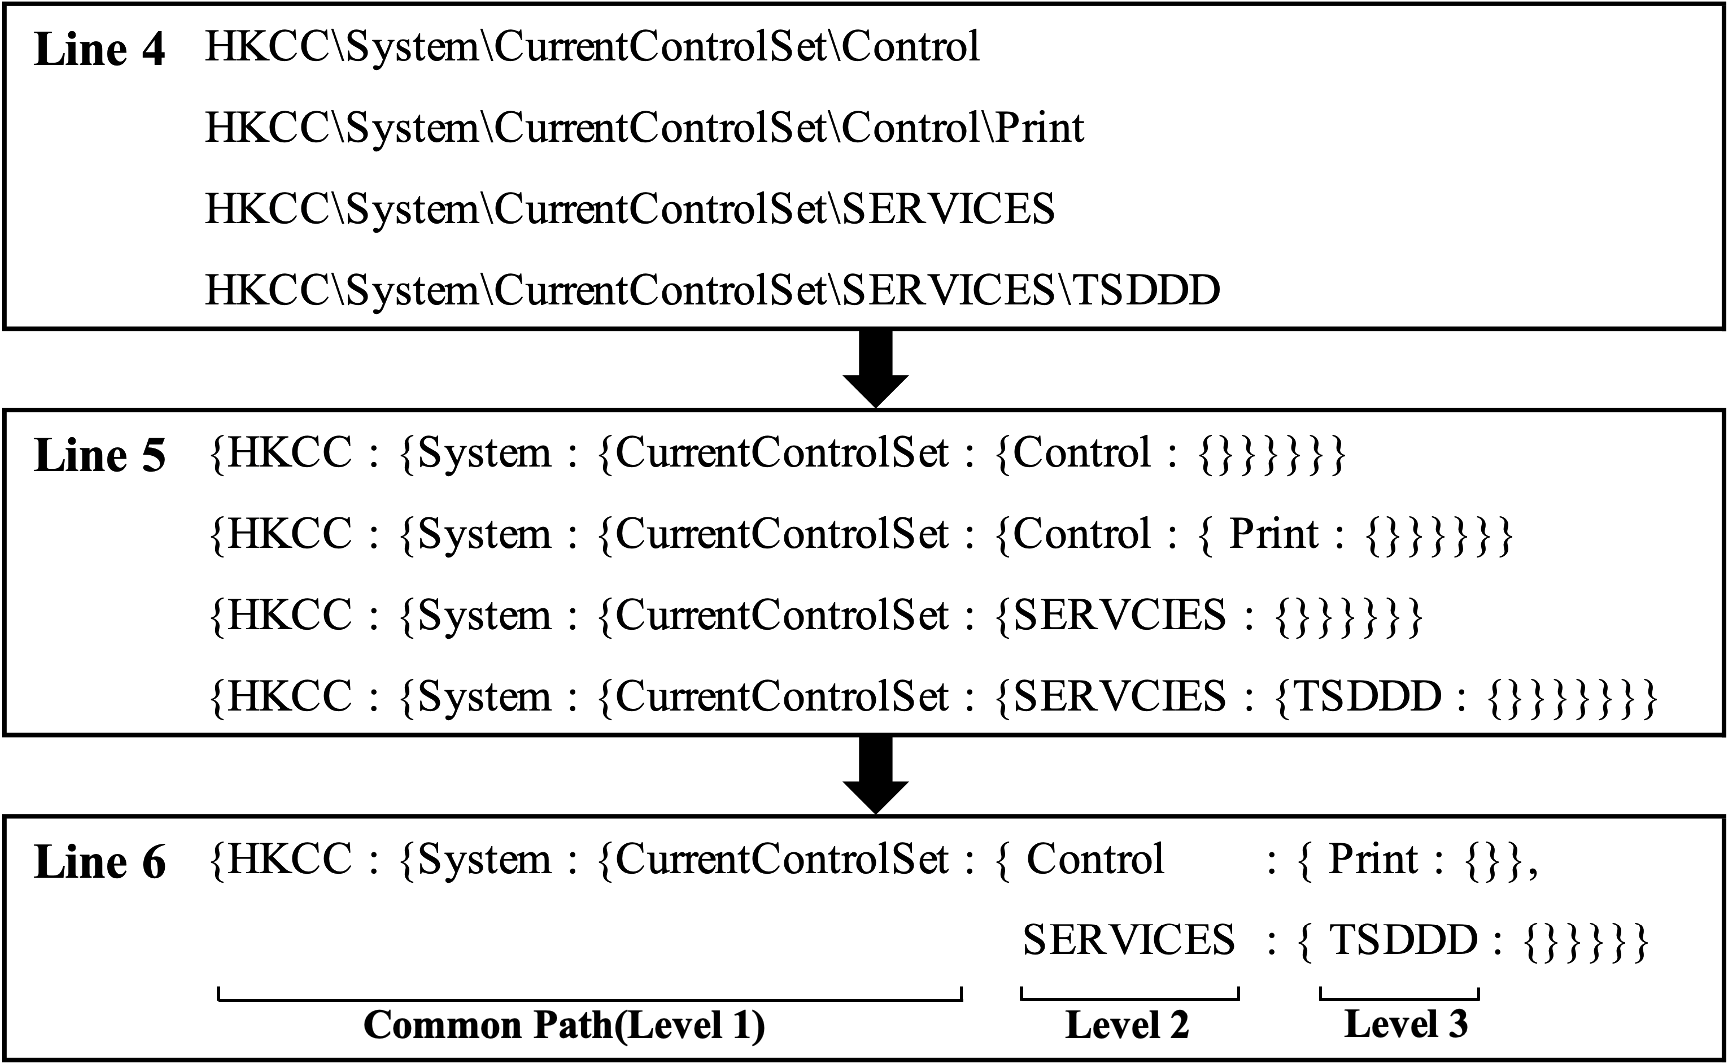 Line 4 HKCC\System\CurrentControlSet\Control
HKCC\System\CurrentControlSet\Control\Print
HKCC\System\CurrentControlSet\SERVICES
HKCC\System\CurrentControlSet\SERVICES\TSDDD
Line 5 {HKCC : {System : {CurrentControlSet : {Control : {}}}}}}
{HKCC : {System : {CurrentControlSet : {Control : { Print : {}}}}}}}
{HKCC : {System : {CurrentControlSet : {SERVCIES : {}}}}}}
{HKCC : {System : {CurrentControlSet : {SERVCIES : {TSDDD : {}}}}}}}
Line 6 {HKCC : {System : {CurrentControlSet : { Control : { Print : {}},
SERVICES : { TSDDD : {}}}}}
Common Path(Level 1) Level 2 Level 3